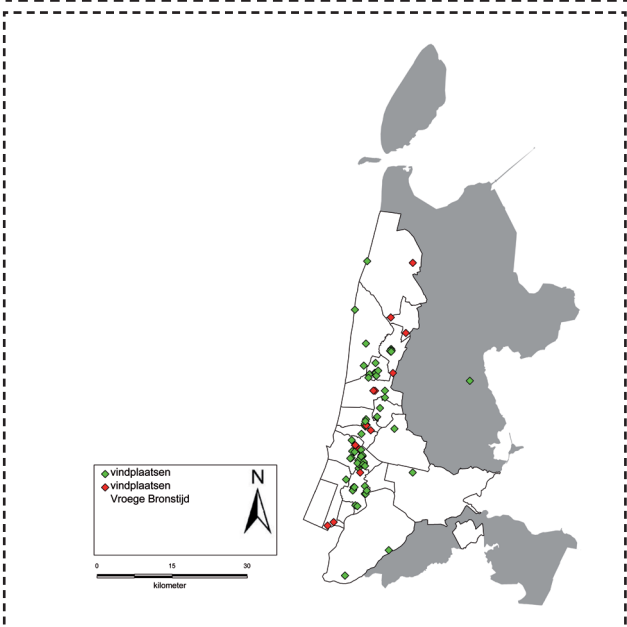 vindplaatsen
vindplaatsen
Vroege Bronstijd
N
0 15 30
kilometer